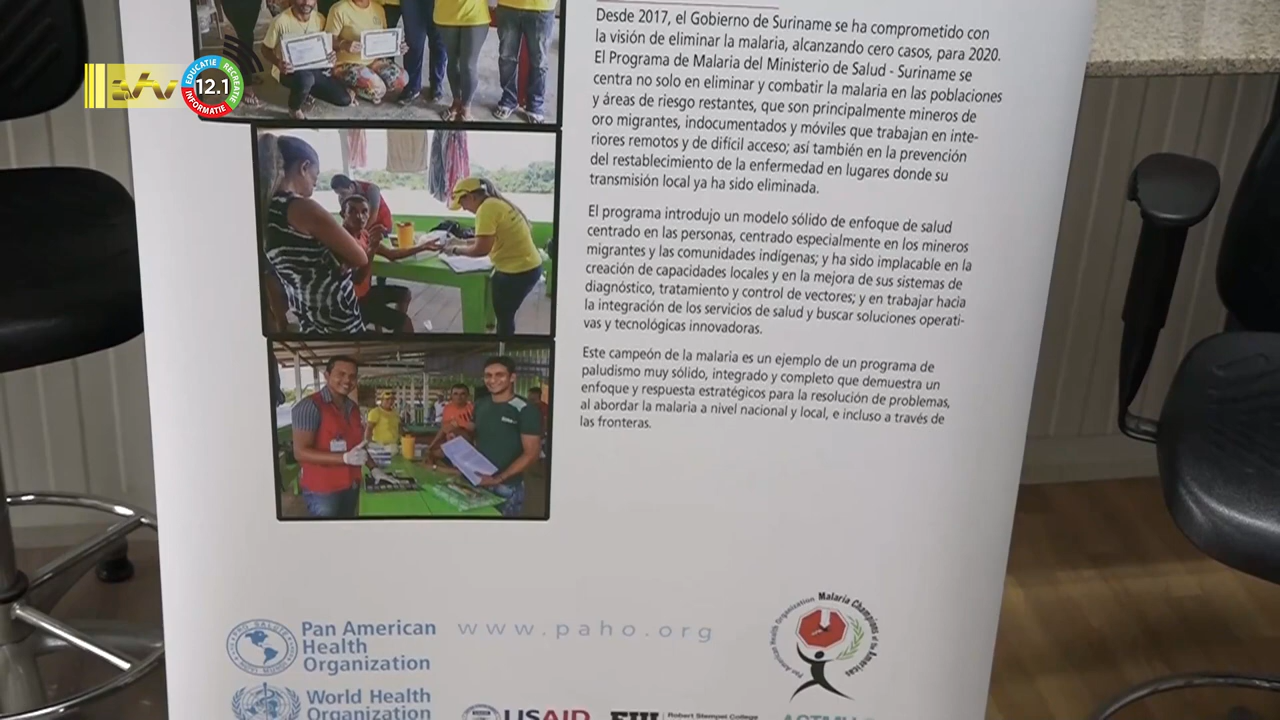 EDUCATIE
RECREATIE
INFORMATIE
12.1
Desde 2017, el Gobierno de Suriname se ha comprometido con
la visión de eliminar la malaria, alcanzando cero casos, para 2020.
El Programa de Malaria del Ministerio de Salud - Suriname se
centra no solo en eliminar y combatir la malaria en las poblaciones
y áreas de riesgo restantes, que son principalmente mineros de
oro migrantes, indocumentados y móviles que trabajan en inte-
riores remotos y de difícil acceso; así también en la prevención
del restablecimiento de la enfermedad en lugares donde su
transmisión local ya ha sido eliminada.
El programa introdujo un modelo sólido de enfoque de salud
centrado en las personas, centrado especialmente en los mineros
migrantes y las comunidades indígenas; y ha sido implacable en la
creación de capacidades locales y en la mejora de sus sistemas de
diagnóstico, tratamiento y control de vectores; y en trabajar hacia
la integración de los servicios de salud y buscar soluciones operati-
vas y tecnológicas innovadoras.
Este campeón de la malaria es un ejemplo de un programa de
paludismo muy sólido, integrado y completo que demuestra un
enfoque y respuesta estratégicos para la resolución de problemas,
al abordar la malaria a nivel nacional y local, e incluso a través de
las fronteras.
Pan American
Health
Organization
www.paho.org
Pan American Health Organization Malaria Champions of the Americas
World Health
Organization
USAID
Robert Stempel College